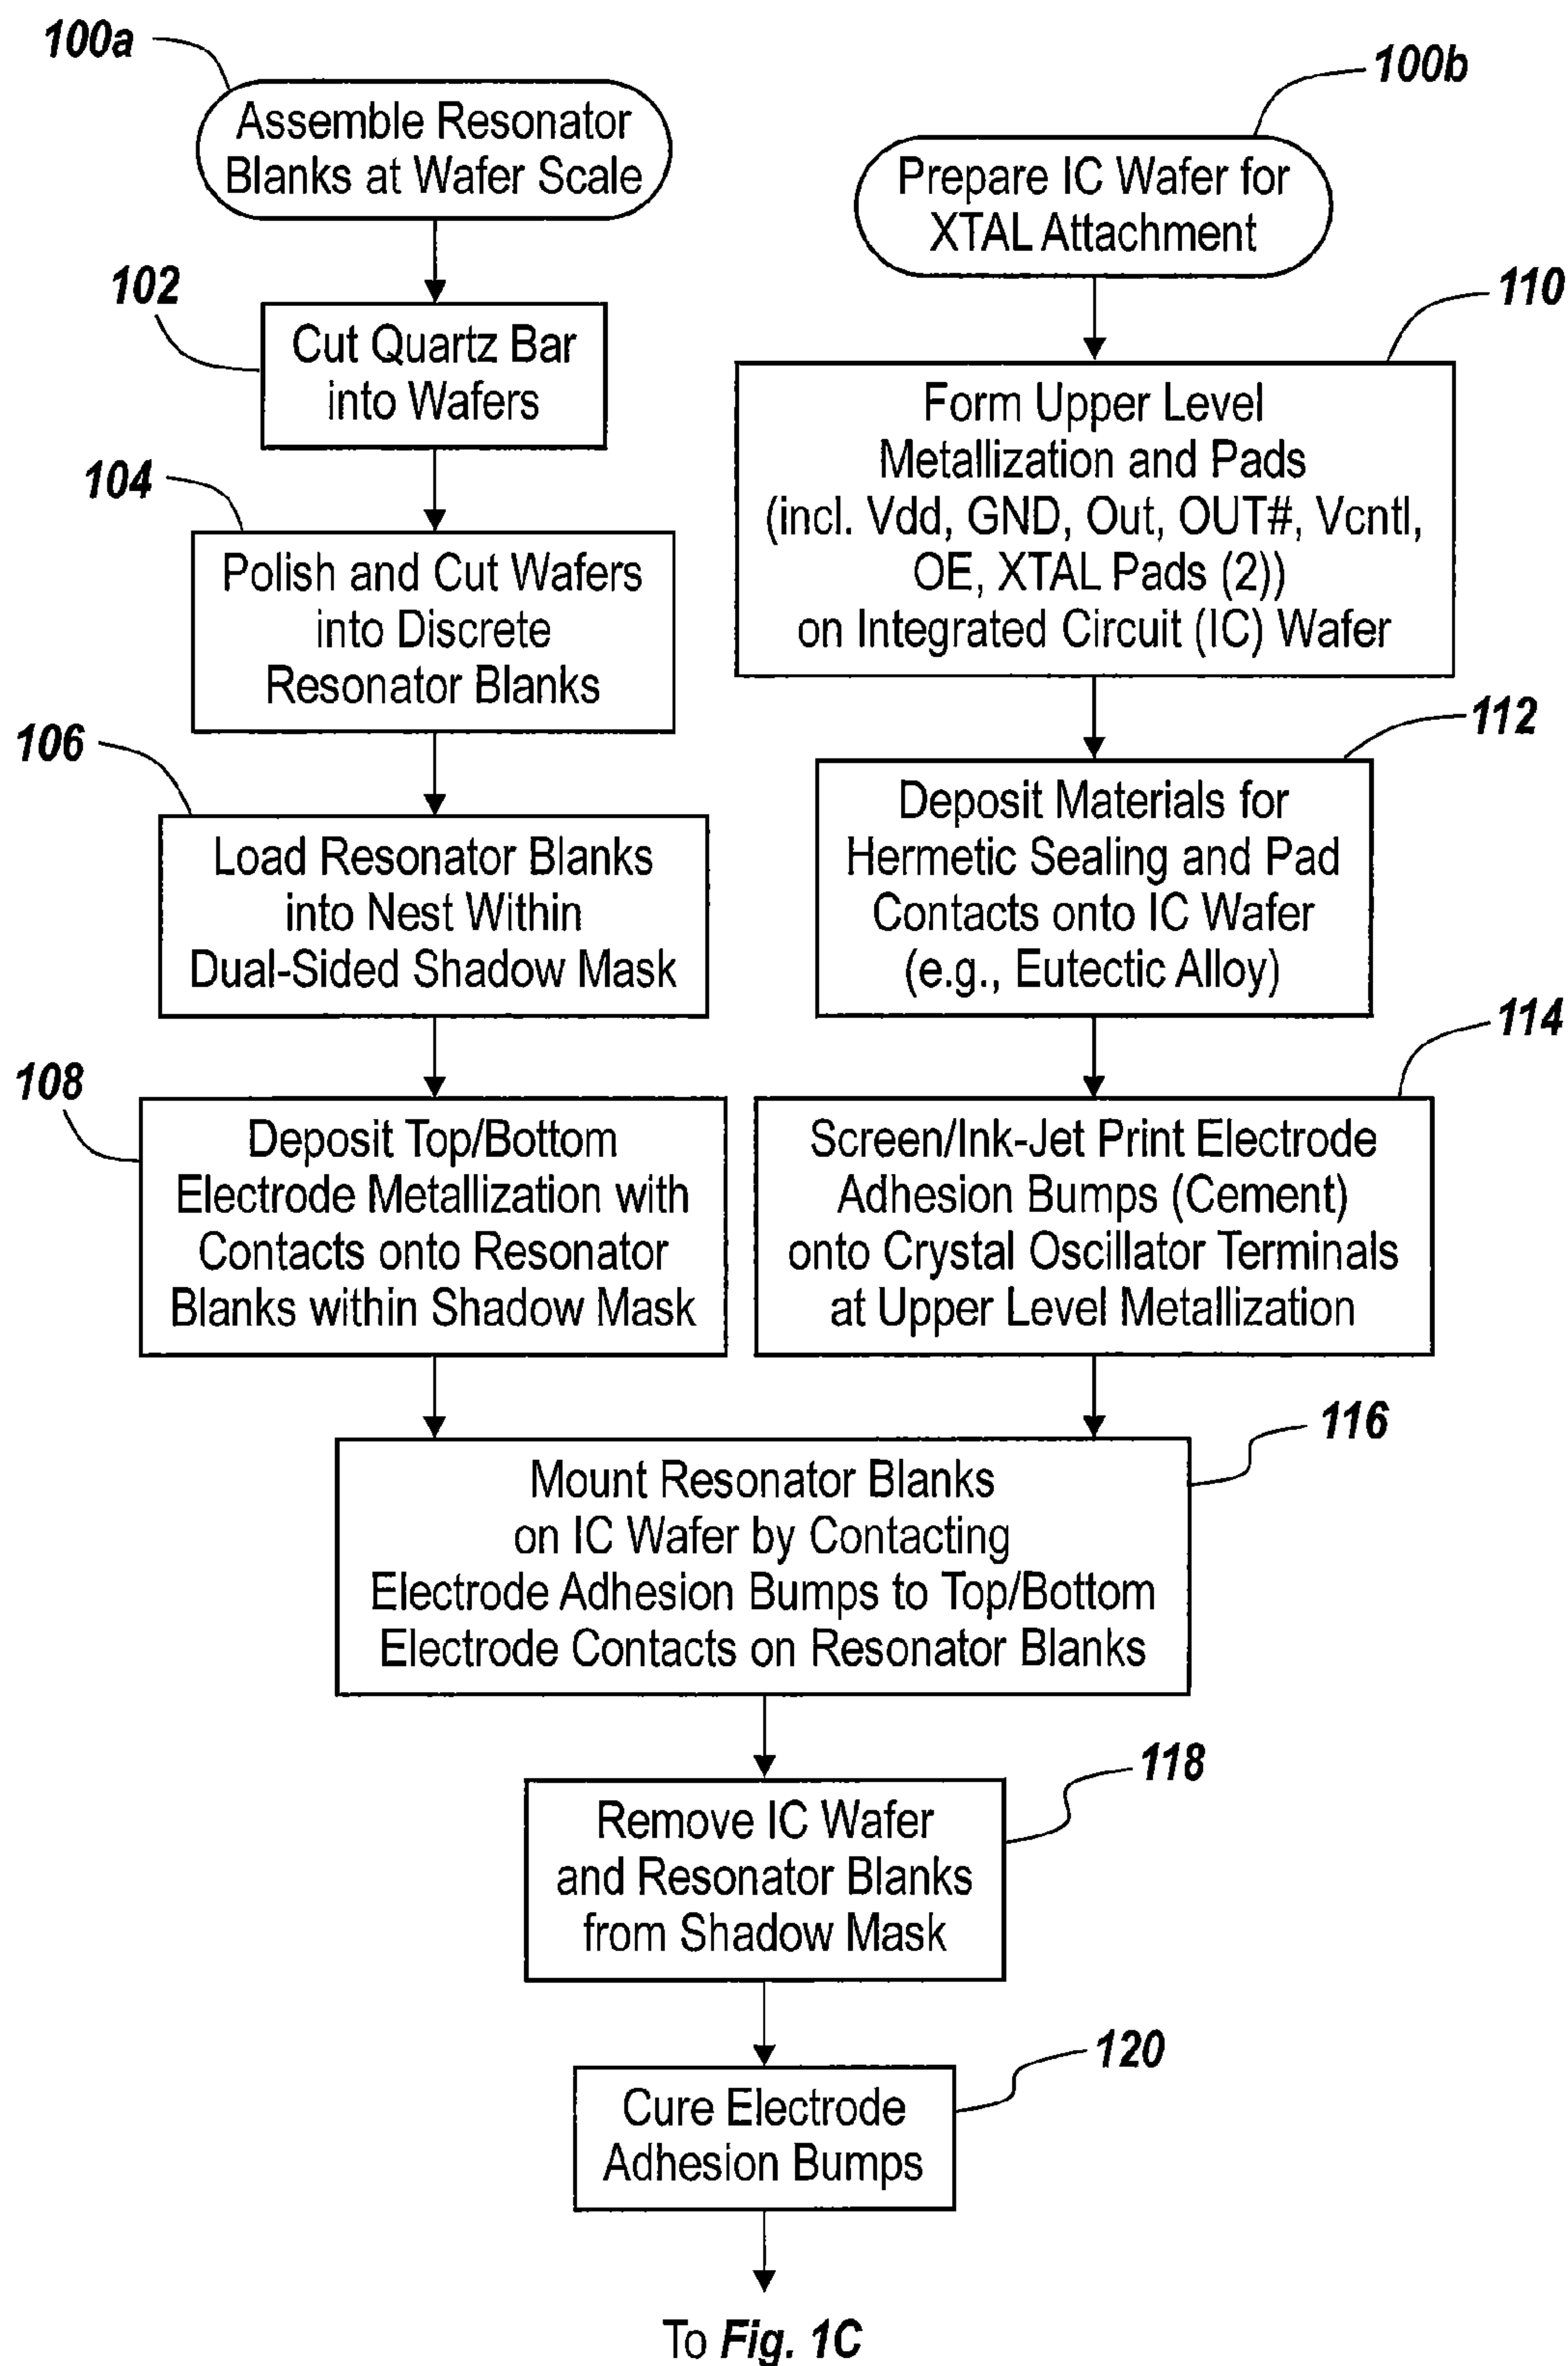 100a
Assemble Resonator
Blanks at Wafer Scale
102
Cut Quartz Bar
into Wafers
104
Polish and Cut Wafers
into Discrete
Resonator Blanks
106
Load Resonator Blanks
into Nest Within
Dual-Sided Shadow Mask
108
Deposit Top/Bottom
Electrode Metallization with
Contacts onto Resonator
Blanks within Shadow Mask
100b
Prepare IC Wafer for
XTAL Attachment
110
Form Upper Level
Metallization and Pads
(incl. Vdd, GND, Out, OUT#, Vcntl,
OE, XTAL Pads (2))
on Integrated Circuit (IC) Wafer
112
Deposit Materials for
Hermetic Sealing and Pad
Contacts onto IC Wafer
(e.g., Eutectic Alloy)
114
Screen/Ink-Jet Print Electrode
Adhesion Bumps (Cement)
onto Crystal Oscillator Terminals
at Upper Level Metallization
116
Mount Resonator Blanks
on IC Wafer by Contacting
Electrode Adhesion Bumps to Top/Bottom
Electrode Contacts on Resonator Blanks
118
Remove IC Wafer
and Resonator Blanks
from Shadow Mask
120
Cure Electrode
Adhesion Bumps
To Fig. 1C